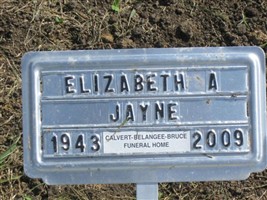 ELIZABETH A
JAYNE
1943 CALVERT-BELANGEE-BRUCE 2009
FUNERAL HOME